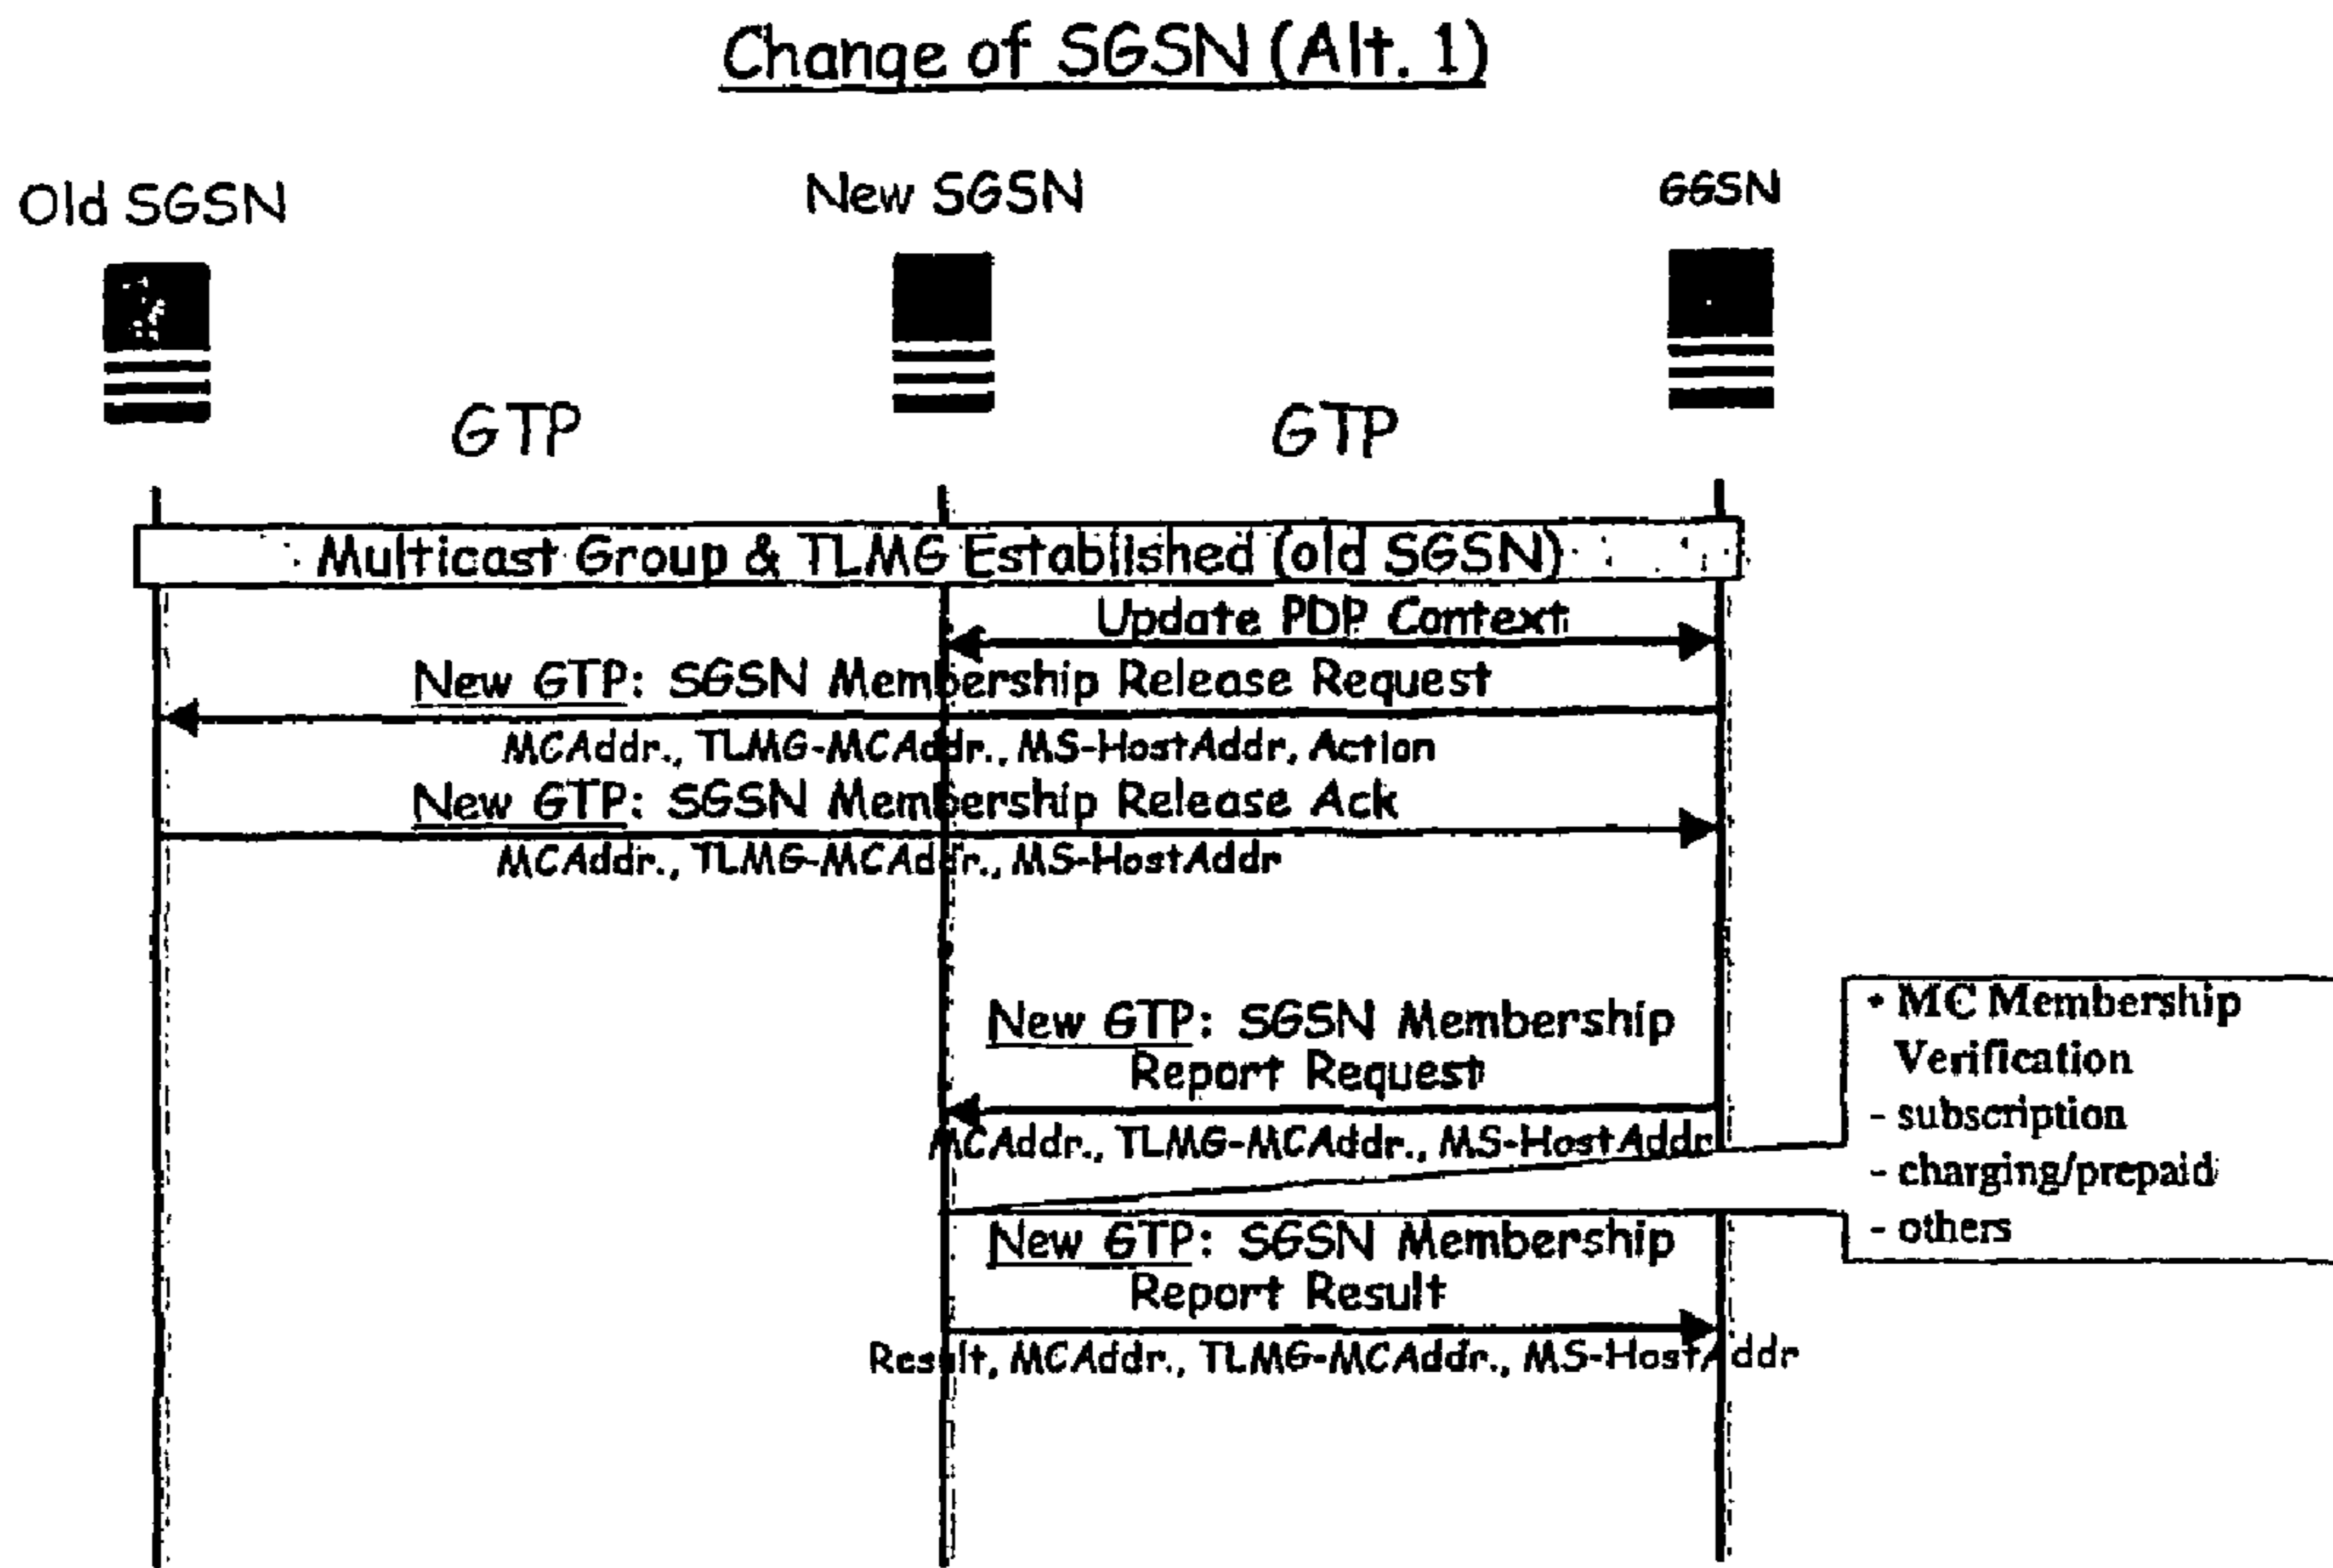 Change of SGSN (Alt. 1)
Old SGSN
New SGSN
GGSN
GTP
GTP
Multicast Group & TLMG Established (old SGSN)
Update PDP Context
New GTP: SGSN Membership Release Request
MCAddr., TLMG-MCAddr., MS-HostAddr, Action
New GTP: SGSN Membership Release Ack
MCAddr., TLMG-MCAddr., MS-HostAddr
New GTP: SGSN Membership
Report Request
MCAddr., TLMG-MCAddr., MS-HostAddr
• MC Membership
Verification
- subscription
- charging/prepaid
- others
New GTP: SGSN Membership
Report Result
Result, MCAddr., TLMG-MCAddr., MS-HostAddr